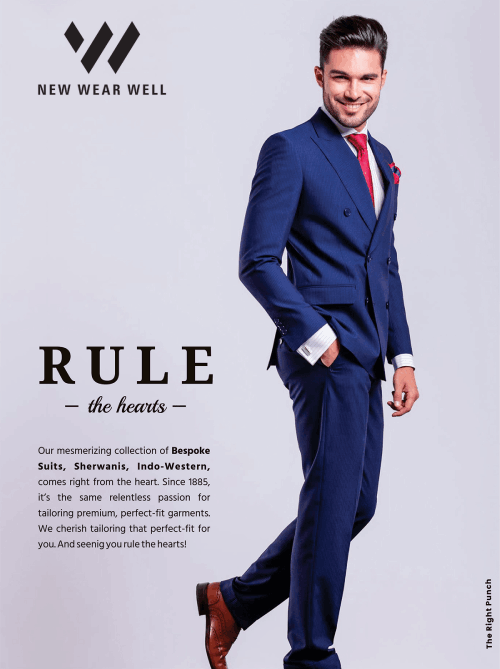 NEW WEAR WELL
RULE
– the hearts –
Our mesmerizing collection of Bespoke
Suits, Sherwanis, Indo-Western,
comes right from the heart. Since 1885,
it's the same relentless passion for
tailoring premium, perfect-fit garments.
We cherish tailoring that perfect-fit for
you. And seenig you rule the hearts!
The Right Punch